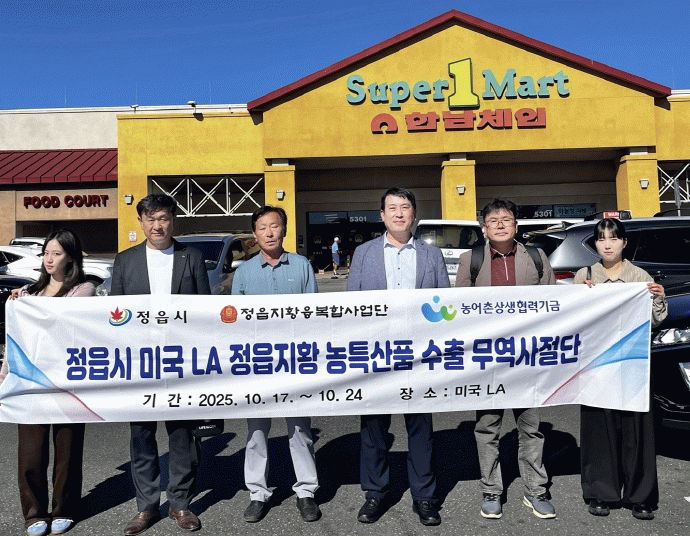 Super 1 Mart
한남체인
FOOD COURT
5301
5301
정읍시
정읍지황융복합사업단
농어촌상생협력기금
정읍시 미국 LA 정읍지황 농특산품 수출 무역사절단
기 간 : 2025. 10. 17. ~ 10. 24
장 소 : 미국 LA